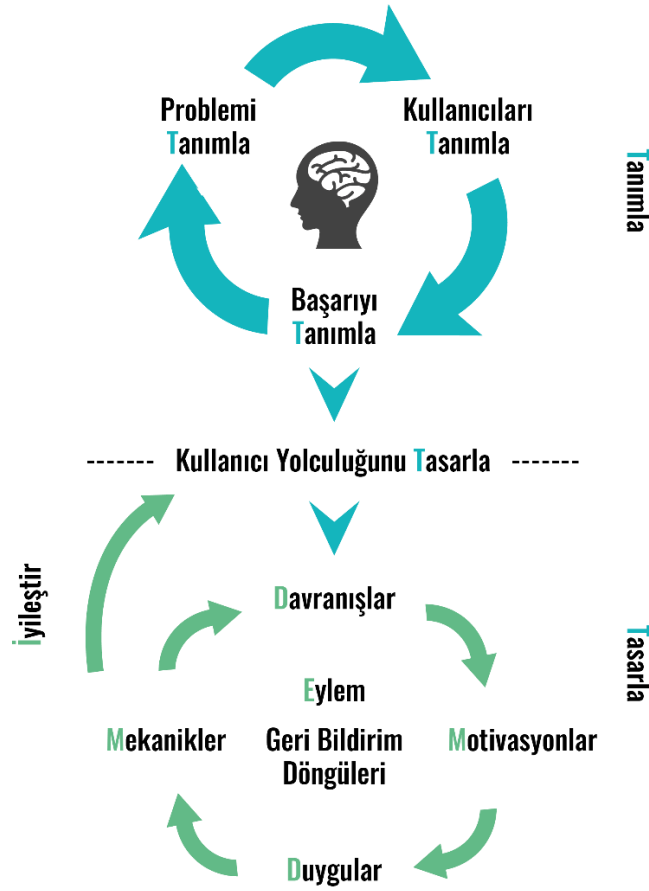 Problemi
Tanımla
Kullanıcıları
Tanımla
Tanımla
Başarıyı
Tanımla
------- Kullanıcı Yolculuğunu Tasarla -------
İyileştir
Davranışlar
Tasarla
Eylem
Mekanikler
Geri Bildirim
Döngüleri
Motivasyonlar
Duygular